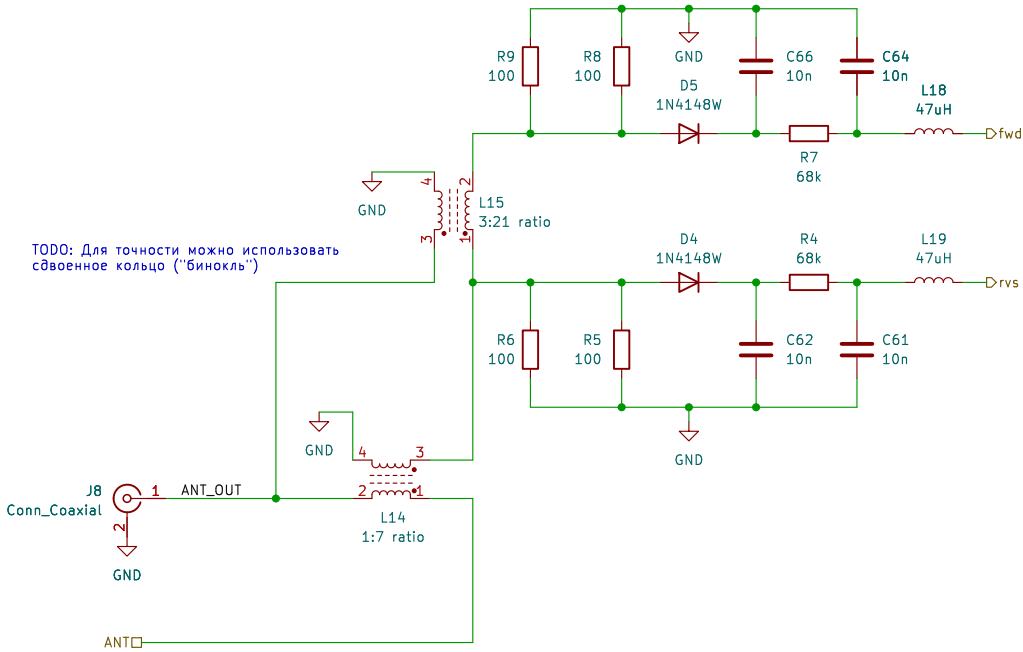 R9
100
R8
100
GND
C66
10n
C64
10n
D5
1N4148W
L18
47uH
fwd
R7
68k
4
2
GND
L15
3:21 ratio
3
1
TODO: Для точности можно использовать
сдвоенное кольцо ("бинокль")
D4
1N4148W
R4
68k
L19
47uH
rvs
R6
100
R5
100
C62
10n
C61
10n
GND
GND
4
3
J8
Conn_Coaxial
1
ANT_OUT
2
1
2
L14
1:7 ratio
GND
ANT